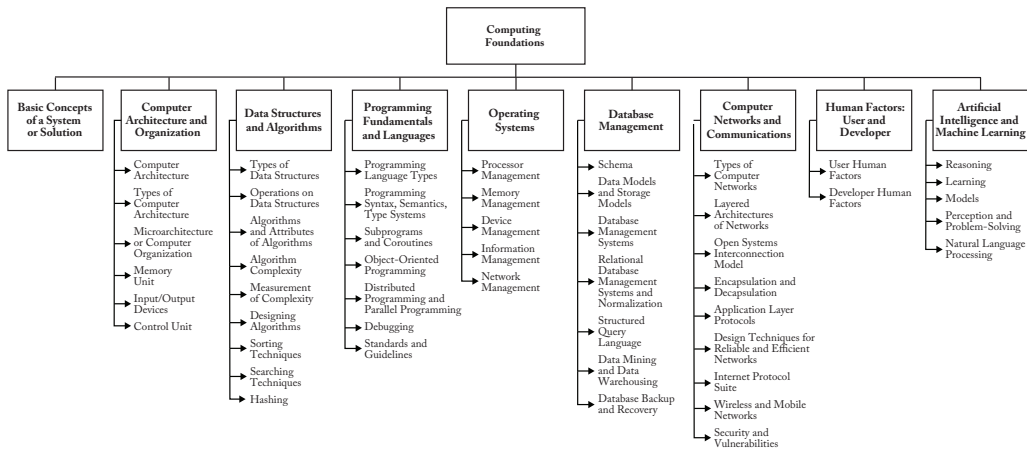 Computing
Foundations
Basic Concepts
of a System
or Solution
Computer
Architecture and
Organization
Computer
Architecture
Types of
Computer
Architecture
Microarchitecture
or Computer
Organization
Memory
Unit
Input/Output
Devices
Control Unit
Data Structures
and Algorithms
Types of
Data Structures
Operations on
Data Structures
Algorithms
and Attributes
of Algorithms
Algorithm
Complexity
Measurement
of Complexity
Designing
Algorithms
Sorting
Techniques
Searching
Techniques
Hashing
Programming
Fundamentals
and Languages
Programming
Language Types
Programming
Syntax, Semantics,
Type Systems
Subprograms
and Coroutines
Object-Oriented
Programming
Distributed
Programming and
Parallel Programming
Debugging
Standards and
Guidelines
Operating
Systems
Processor
Management
Memory
Management
Device
Management
Information
Management
Network
Management
Database
Management
Schema
Data Models
and Storage
Models
Database
Management
Systems
Relational
Database
Management
Systems and
Normalization
Structured
Query
Language
Data Mining
and Data
Warehousing
Database Backup
and Recovery
Computer
Networks and
Communications
Types of
Computer
Networks
Layered
Architectures
of Networks
Open Systems
Interconnection
Model
Encapsulation and
Decapsulation
Application Layer
Protocols
Design Techniques for
Reliable and Efficient
Networks
Internet Protocol
Suite
Wireless and Mobile
Networks
Security and
Vulnerabilities
Human Factors:
User and
Developer
User Human
Factors
Developer Human
Factors
Artificial
Intelligence and
Machine Learning
Reasoning
Learning
Models
Perception and
Problem-Solving
Natural Language
Processing